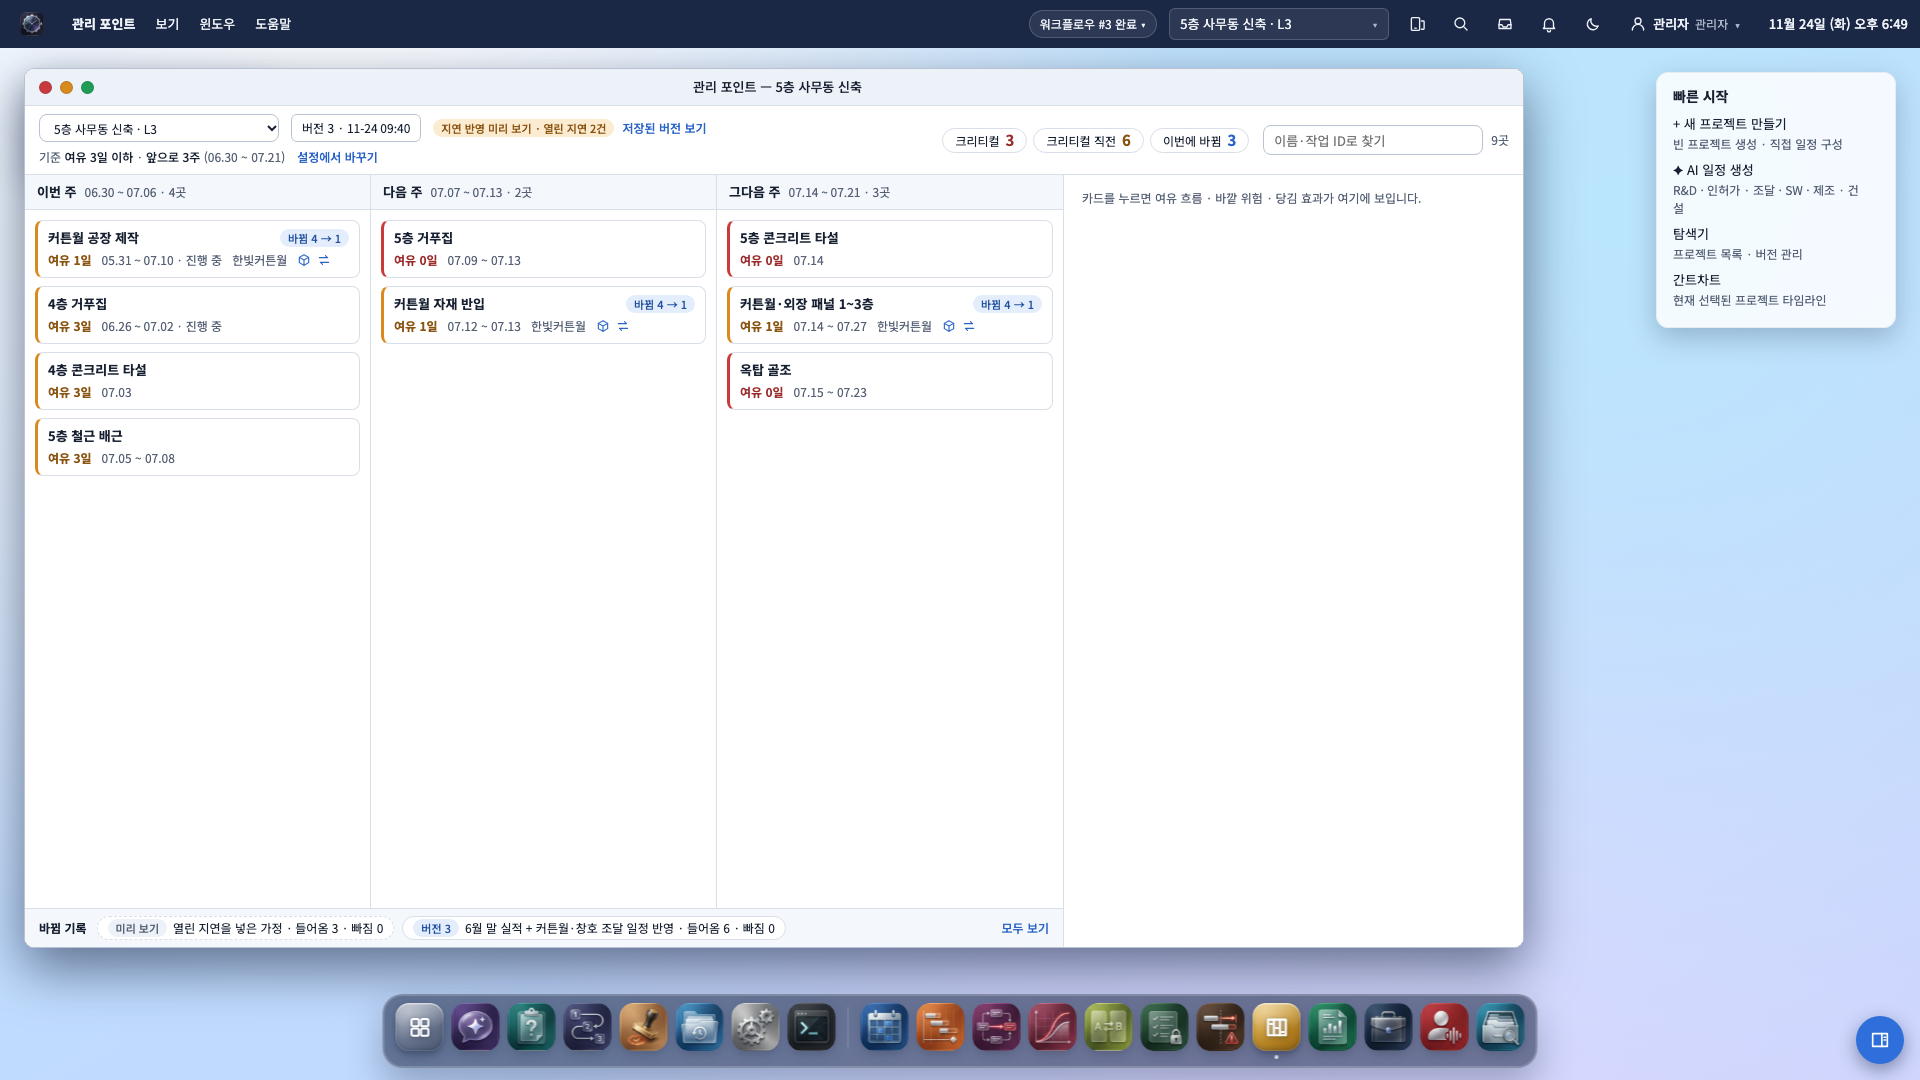 관리 포인트 보기 윈도우 도움말
워크플로우 #3 완료 ▾
5층 사무동 신축 · L3 ▾
관리자 관리자 ▾
11월 24일 (화) 오후 6:49
관리 포인트 — 5층 사무동 신축
5층 사무동 신축 · L3
버전 3 · 11-24 09:40
지연 반영 미리 보기 · 열린 지연 2건
저장된 버전 보기
기준 여유 3일 이하 · 앞으로 3주 (06.30 ~ 07.21) 설정에서 바꾸기
크리티컬 3
크리티컬 직전 6
이번에 바뀜 3
이름·작업 ID로 찾기
9곳
이번 주 06.30 ~ 07.06 · 4곳
커튼월 공장 제작 바뀜 4 → 1
여유 1일 05.31 ~ 07.10 · 진행 중 한빛커튼월
4층 거푸집
여유 3일 06.26 ~ 07.02 · 진행 중
4층 콘크리트 타설
여유 3일 07.03
5층 철근 배근
여유 3일 07.05 ~ 07.08
다음 주 07.07 ~ 07.13 · 2곳
5층 거푸집
여유 0일 07.09 ~ 07.13
커튼월 자재 반입 바뀜 4 → 1
여유 1일 07.12 ~ 07.13 한빛커튼월
그다음 주 07.14 ~ 07.21 · 3곳
5층 콘크리트 타설
여유 0일 07.14
커튼월·외장 패널 1~3층 바뀜 4 → 1
여유 1일 07.14 ~ 07.27 한빛커튼월
옥탑 골조
여유 0일 07.15 ~ 07.23
카드를 누르면 여유 흐름 · 바깥 위험 · 당김 효과가 여기에 보입니다.
바뀜 기록
미리 보기 열린 지연을 넣은 가정 · 들어옴 3 · 빠짐 0
버전 3 6월 말 실적 + 커튼월·창호 조달 일정 반영 · 들어옴 6 · 빠짐 0
모두 보기
빠른 시작
+ 새 프로젝트 만들기
빈 프로젝트 생성 · 직접 일정 구성
✦ AI 일정 생성
R&D · 인허가 · 조달 · SW · 제조 · 건
설
탐색기
프로젝트 목록 · 버전 관리
간트차트
현재 선택된 프로젝트 타임라인